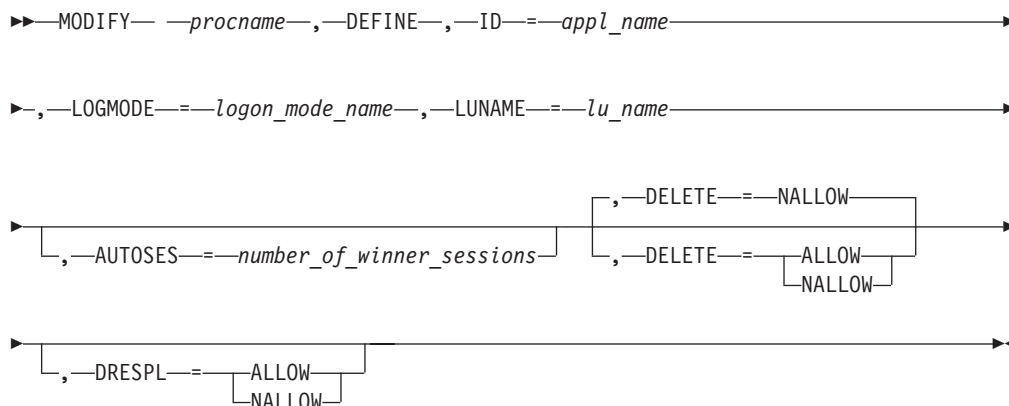 MODIFY procname , DEFINE , ID = appl_name
, LOGMODE = logon_mode_name , LUNAME = lu_name
, DELETE = NALLOW
, AUTOSES = number_of_winner_sessions , DELETE = ALLOW
NALLOW
, DRESPL = ALLOW
NALLOW